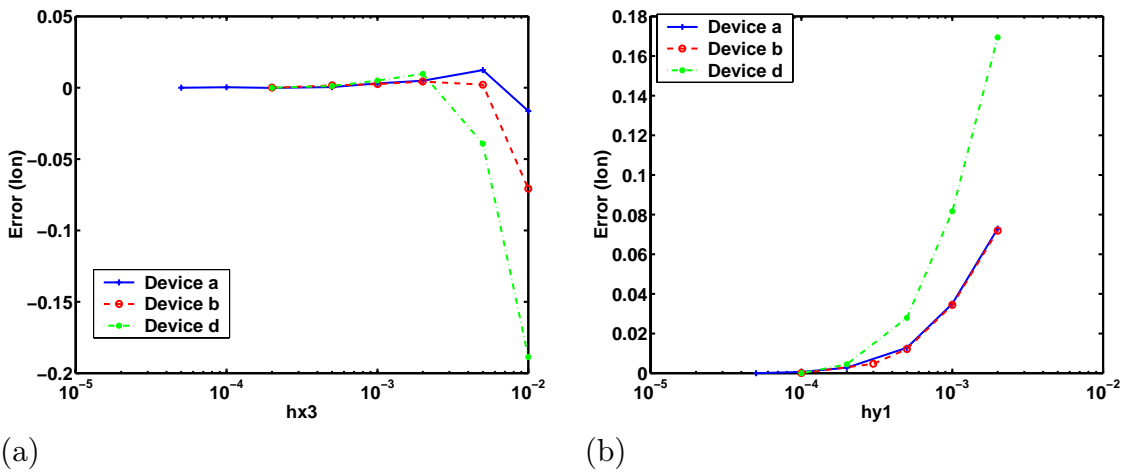 0.05
0
−0.05
−0.1
−0.15
−0.2
Error (Ion)
Device a
Device b
Device d
10⁻⁵
10⁻⁴
10⁻³
10⁻²
hx3
(a)
0.18
0.16
0.14
0.12
0.1
0.08
0.06
0.04
0.02
0
Error (Ion)
Device a
Device b
Device d
10⁻⁵
10⁻⁴
10⁻³
10⁻²
hy1
(b)